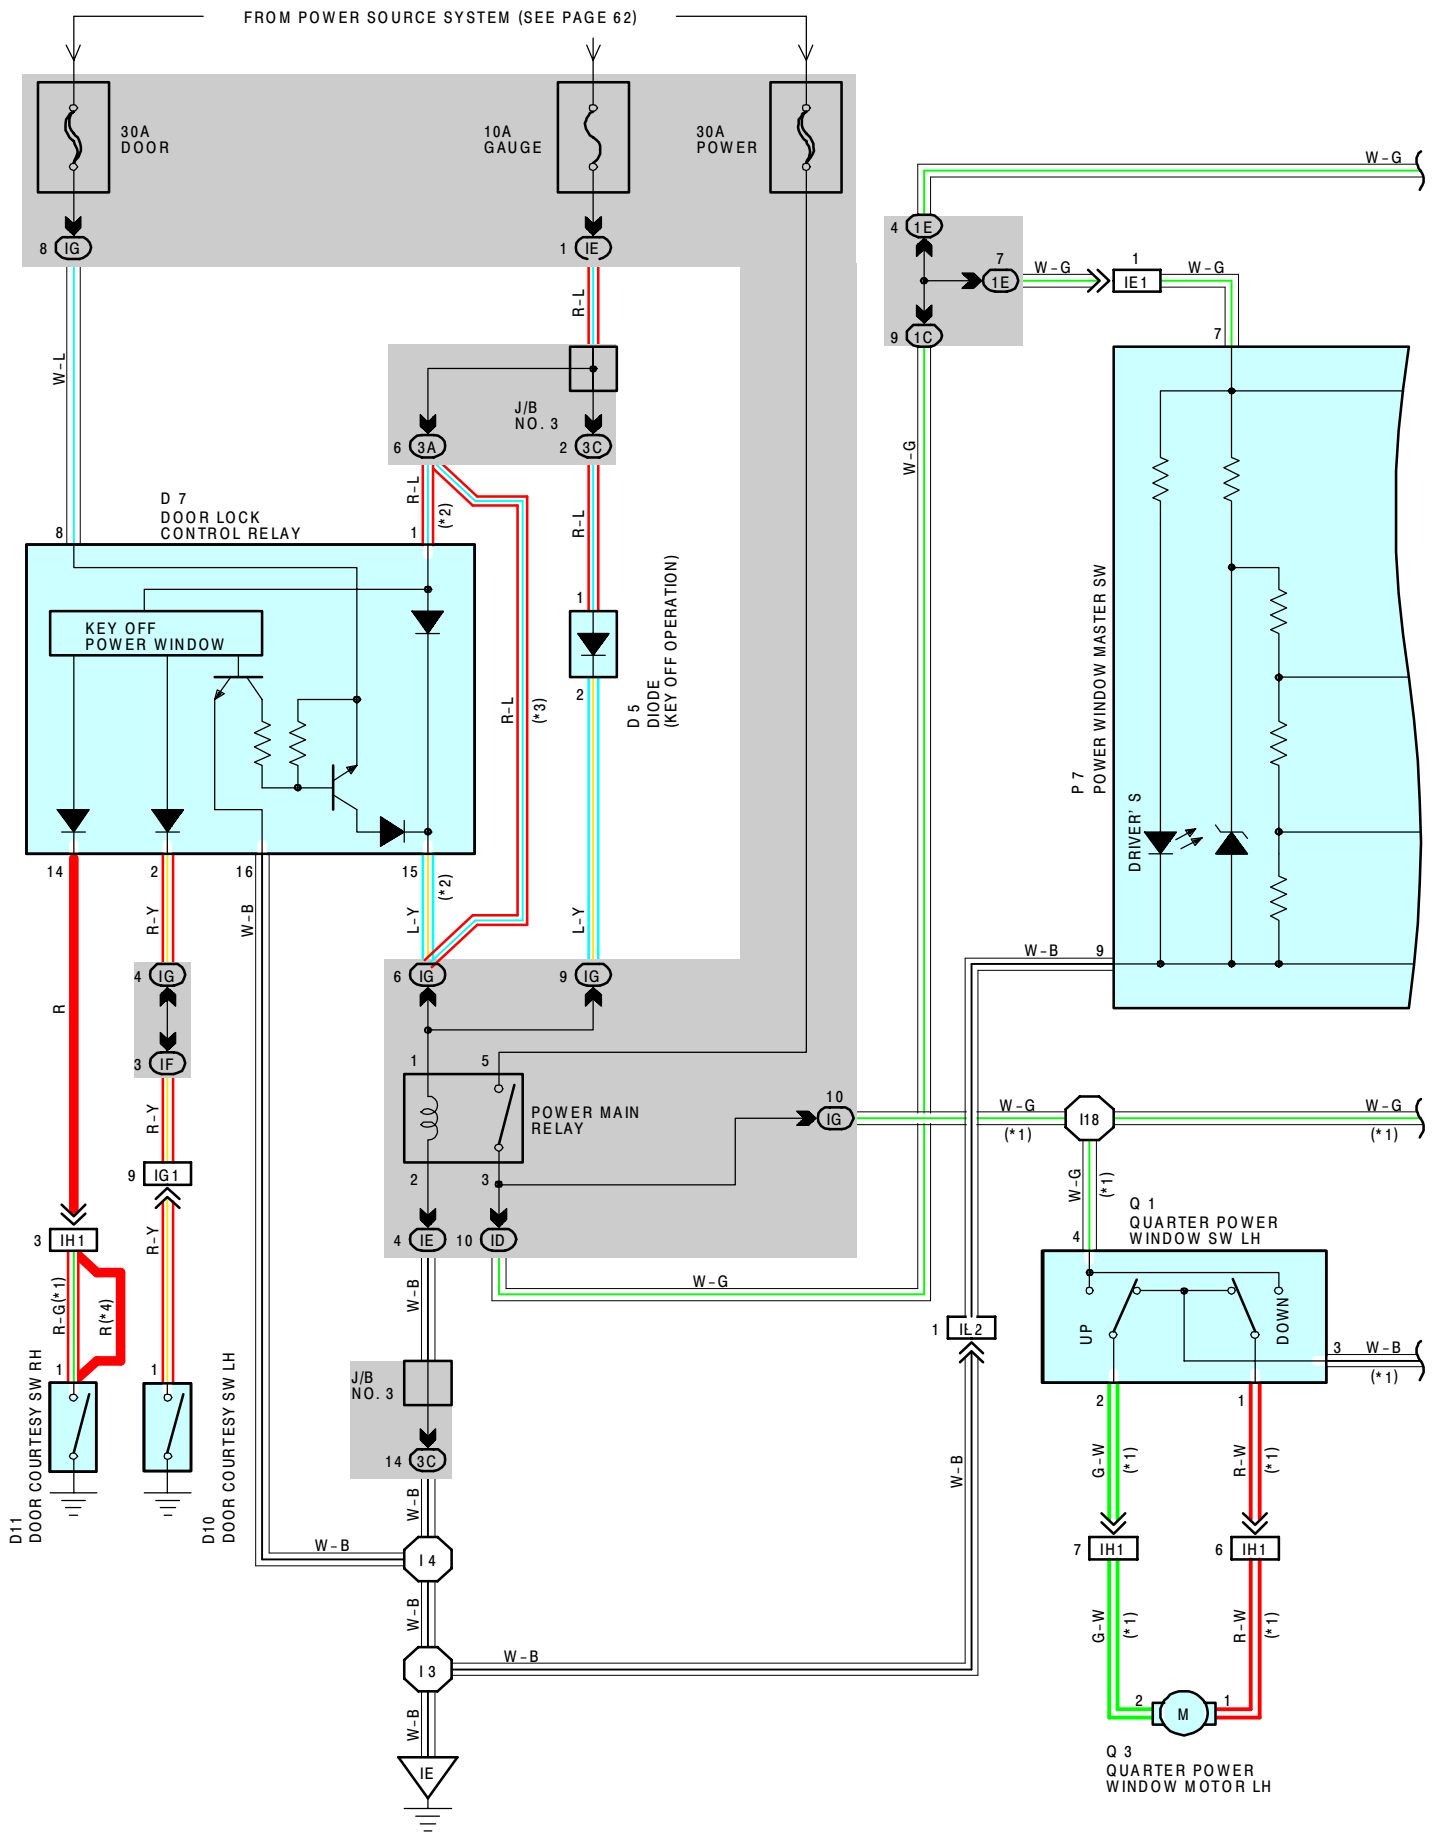 FROM POWER SOURCE SYSTEM (SEE PAGE 62)
30A
DOOR
10A
GAUGE
30A
POWER
W-G
8 IG
1 IE
4 1E
7
1E
W-G
1
IE1
W-G
9 1C
7
R-L
W-L
J/B
NO. 3
6 3A
2 3C
W-G
R-L
(*2)
R-L
D 7
DOOR LOCK
CONTROL RELAY
8
1
KEY OFF
POWER WINDOW
R-L
(*3)
1
2
D 5
DIODE
(KEY OFF OPERATION)
P 7
POWER WINDOW MASTER SW
DRIVER' S
14
2
16
15
R-Y
W-B
L-Y
(*2)
L-Y
W-B
9
R
4 IG
3 IF
6 IG
9 IG
1
5
POWER MAIN
RELAY
2
3
10
IG
W-G
(*1)
I18
W-G
(*1)
R-Y
9 IG1
R-Y
W-G
(*1)
Q 1
QUARTER POWER
WINDOW SW LH
4
3 IH1
4 IE
10 ID
W-B
W-G
R-G(*1)
R(*4)
1
1
1 IE2
UP
DOWN
3
W-B
(*1)
2
1
D11
DOOR COURTESY SW RH
D10
DOOR COURTESY SW LH
J/B
NO. 3
14 3C
W-B
W-B
G-W
(*1)
R-W
(*1)
W-B
I 4
7 IH1
6 IH1
W-B
G-W
(*1)
R-W
(*1)
I 3
W-B
W-B
2
M
1
IE
Q 3
QUARTER POWER
WINDOW MOTOR LH